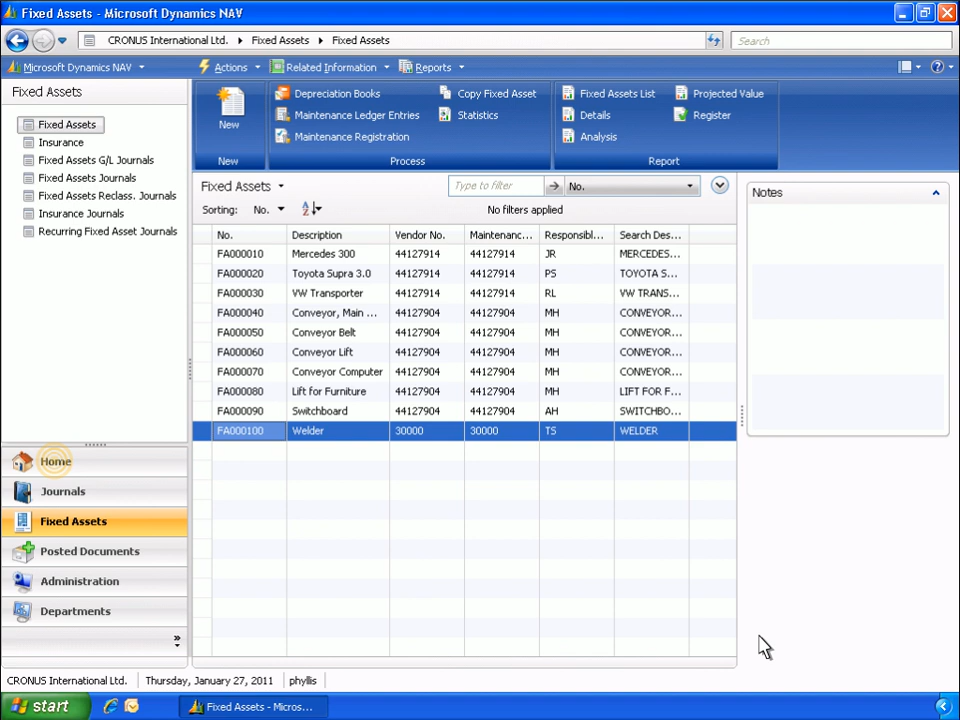 Fixed Assets - Microsoft Dynamics NAV
CRONUS International Ltd. Fixed Assets Fixed Assets
Search
Microsoft Dynamics NAV Actions Related Information Reports
Fixed Assets
Fixed Assets
Insurance
Fixed Assets G/L Journals
Fixed Assets Journals
Fixed Assets Reclass. Journals
Insurance Journals
Recurring Fixed Asset Journals
Home
Journals
Fixed Assets
Posted Documents
Administration
Departments
New
New
Depreciation Books
Maintenance Ledger Entries
Maintenance Registration
Copy Fixed Asset
Statistics
Process
Fixed Assets List
Details
Analysis
Projected Value
Register
Report
Fixed Assets
Type to filter
No.
Sorting: No.
No filters applied
No. Description Vendor No. Maintenanc... Responsibl... Search Des...
FA000010 Mercedes 300 44127914 44127914 JR MERCEDES...
FA000020 Toyota Supra 3.0 44127914 44127914 PS TOYOTA S...
FA000030 VW Transporter 44127914 44127914 RL VW TRANS...
FA000040 Conveyor, Main ... 44127904 44127904 MH CONVEYOR...
FA000050 Conveyor Belt 44127904 44127904 MH CONVEYOR...
FA000060 Conveyor Lift 44127904 44127904 MH CONVEYOR...
FA000070 Conveyor Computer 44127904 44127904 MH CONVEYOR...
FA000080 Lift for Furniture 44127904 44127904 MH LIFT FOR F...
FA000090 Switchboard 44127904 44127904 AH SWITCHBO...
FA000100 Welder 30000 30000 TS WELDER
Notes
CRONUS International Ltd. Thursday, January 27, 2011 phyllis
start
Fixed Assets - Micros...